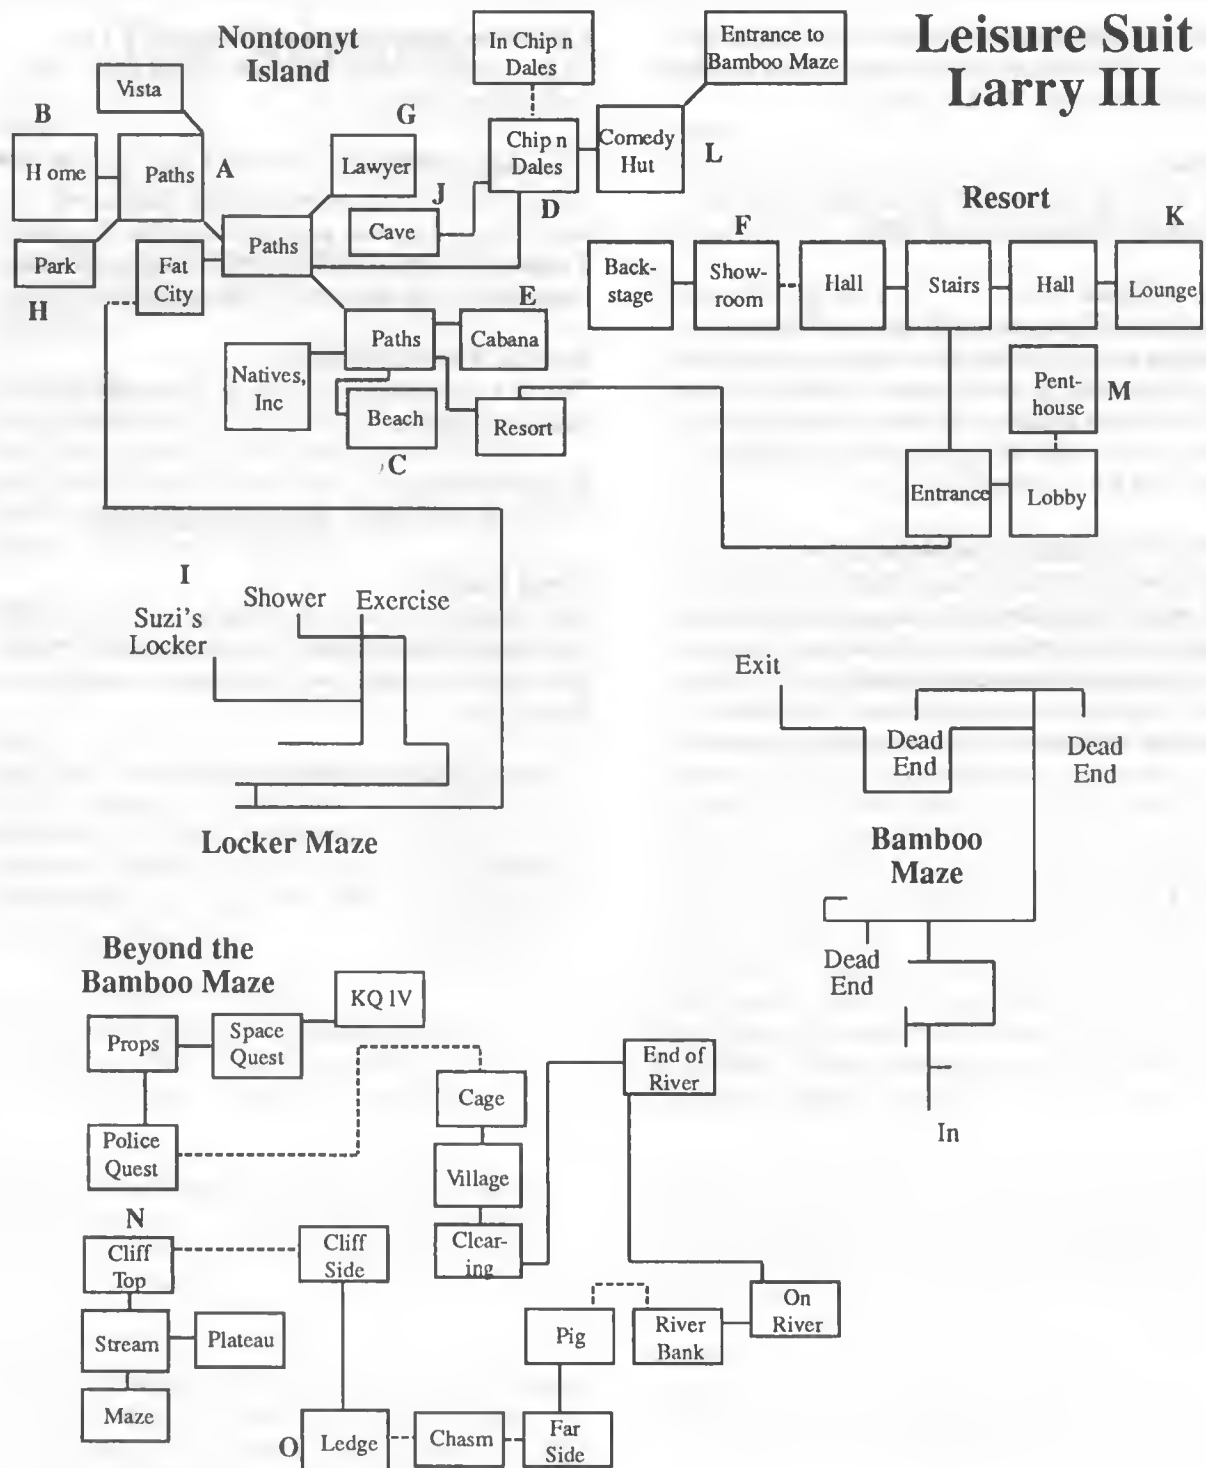 Leisure Suit
Larry III
Nontoonyt
Island
Vista
B
Home
Paths
A
G
Lawyer
In Chip n
Dales
Entrance to
Bamboo Maze
Chip n
Dales
D
Comedy
Hut
L
J
Cave
Park
H
Fat
City
Paths
E
Paths
Cabana
Natives,
Inc
Beach
C
Resort
Resort
K
F
Back-
stage
Show-
room
Hall
Stairs
Hall
Lounge
Pent-
house
M
Entrance
Lobby
I
Suzi's
Locker
Shower
Exercise
Locker Maze
Exit
Dead
End
Dead
End
Bamboo
Maze
Dead
End
In
Beyond the
Bamboo Maze
Props
Space
Quest
KQ 1V
Police
Quest
Cage
Village
Clear-
ing
End of
River
N
Cliff
Top
Cliff
Side
Stream
Plateau
Maze
O
Ledge
Chasm
Far
Side
Pig
River
Bank
On
River